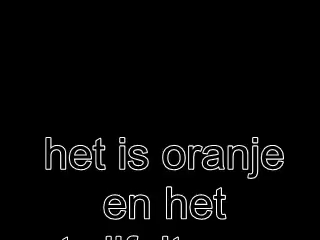 het is oranje
en het